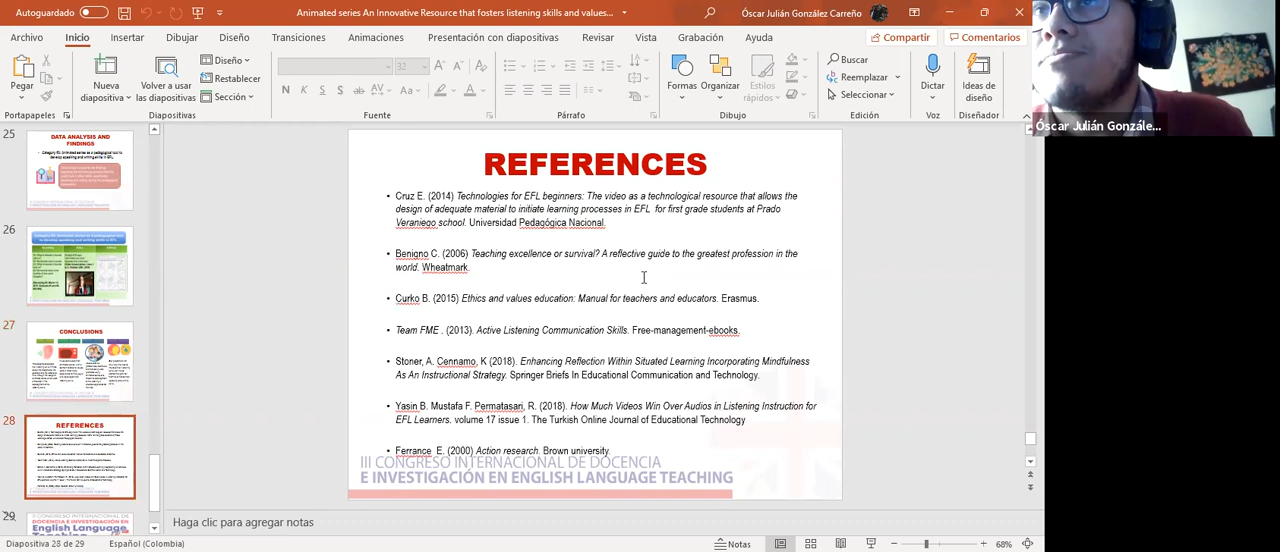 Autoguardado
Animated series An Innovative Resource that fosters listening skills and values...
Óscar Julián González Carreño
Archivo Inicio Insertar Dibujar Diseño Transiciones Animaciones Presentación con diapositivas Revisar Vista Grabación Ayuda Compartir Comentarios
Pegar
Nueva diapositiva
Volver a usar las diapositivas
Diseño
Restablecer
Sección
32
N K S ab AV Aa A
Formas
Organizar
Estilos rápidos
Buscar
Reemplazar
Seleccionar
Dictar
Ideas de diseño
Portapapeles Diapositivas Fuente Párrafo Dibujo Edición Voz Diseñador
Óscar Julián Gonzále...
25
DATA ANALYSIS AND
FINDINGS
26
27
CONCLUSIONS
28
REFERENCES
29
DOCENCIA E INVESTIGACIÓN EN
English Language
Teaching
REFERENCES
• Cruz E. (2014) Technologies for EFL beginners: The video as a technological resource that allows the
design of adequate material to initiate learning processes in EFL for first grade students at Prado
Veraniego school. Universidad Pedagógica Nacional.
• Benigno C. (2006) Teaching excellence or survival? A reflective guide to the greatest profession in the
world. Wheatmark.
• Curko B. (2015) Ethics and values education: Manual for teachers and educators. Erasmus.
• Team FME . (2013). Active Listening Communication Skills. Free-management-ebooks.
• Stoner, A. Cennamo, K. (2018). Enhancing Reflection Within Situated Learning Incorporating Mindfulness
As An Instructional Strategy. Springer Briefs In Educational Communication and Technology.
• Yasin B. Mustafa F. Permatasari, R. (2018). How Much Videos Win Over Audios in Listening Instruction for
EFL Learners. volume 17 issue 1. The Turkish Online Journal of Educational Technology
• Ferrance E. (2000) Action research. Brown university.
III CONGRESO INTERNACIONAL DE DOCENCIA
E INVESTIGACIÓN EN ENGLISH LANGUAGE TEACHING
Haga clic para agregar notas
Diapositiva 28 de 29 Español (Colombia) Notas 68%